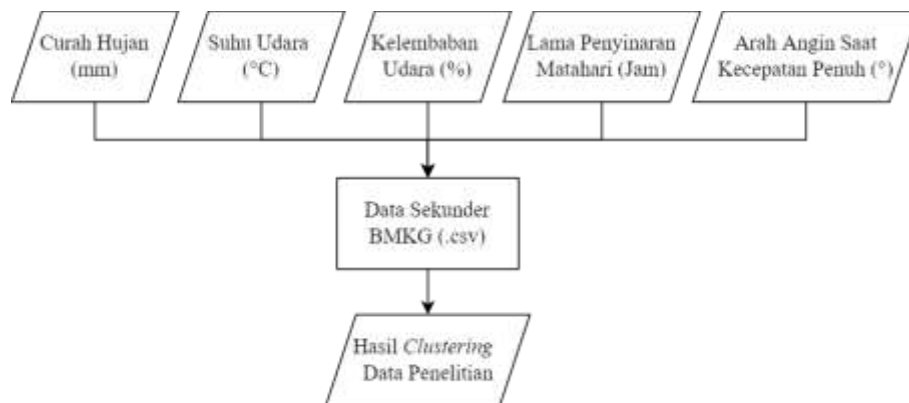 Curah Hujan
(mm)
Suhu Udara
(°C)
Kelembaban
Udara (%)
Lama Penyinaran
Matahari (Jam)
Arah Angin Saat
Kecepatan Penuh (°)
Data Sekunder
BMKG (.csv)
Hasil Clustering
Data Penelitian